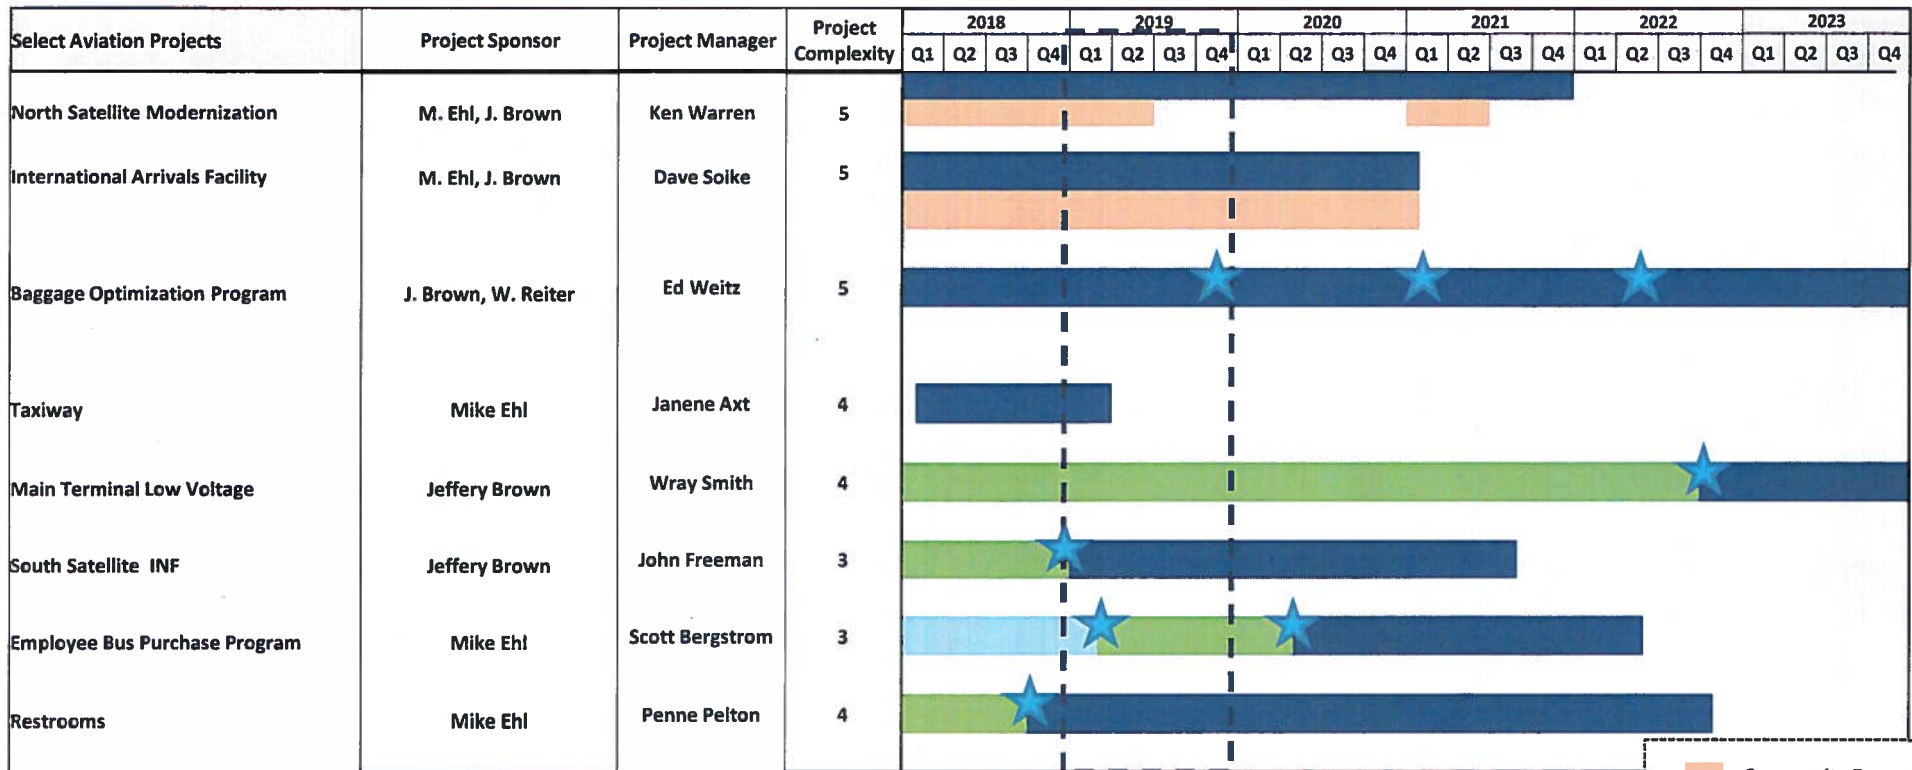 Select Aviation Projects Project Sponsor Project Manager Project Complexity 2018 2019 2020 2021 2022 2023
Q1 Q2 Q3 Q4 Q1 Q2 Q3 Q4 Q1 Q2 Q3 Q4 Q1 Q2 Q3 Q4 Q1 Q2 Q3 Q4 Q1 Q2 Q3 Q4
North Satellite Modernization M. Ehl, J. Brown Ken Warren 5
International Arrivals Facility M. Ehl, J. Brown Dave Soike 5
Baggage Optimization Program J. Brown, W. Reiter Ed Weitz 5
Taxiway Mike Ehl Janene Axt 4
Main Terminal Low Voltage Jeffery Brown Wray Smith 4
South Satellite INF Jeffery Brown John Freeman 3
Employee Bus Purchase Program Mike Ehl Scott Bergstrom 3
Restrooms Mike Ehl Penne Pelton 4